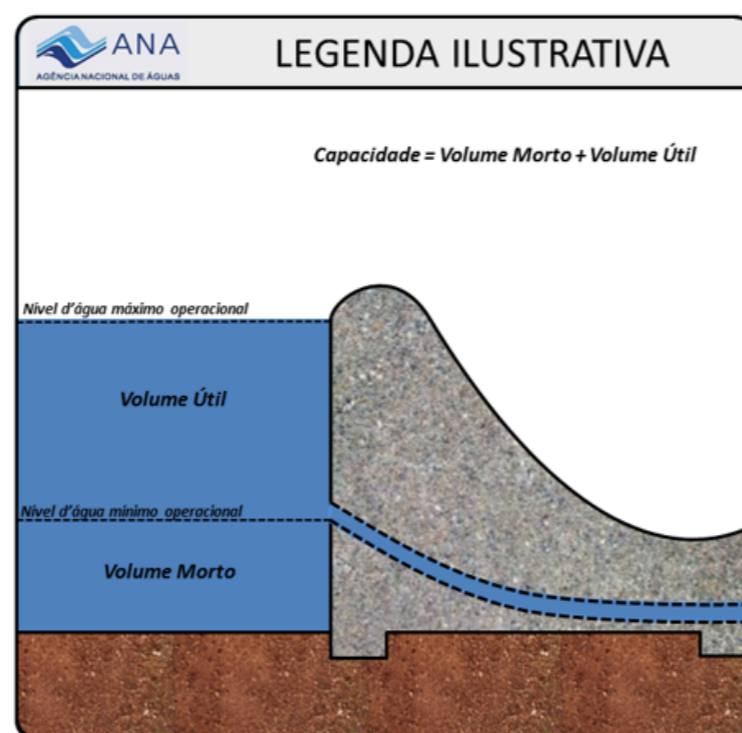 ANA
AGÊNCIA NACIONAL DE ÁGUAS
LEGENDA ILUSTRATIVA
Capacidade = Volume Morto + Volume Útil
Nível d'água máximo operacional
Volume Útil
Nível d'água mínimo operacional
Volume Morto